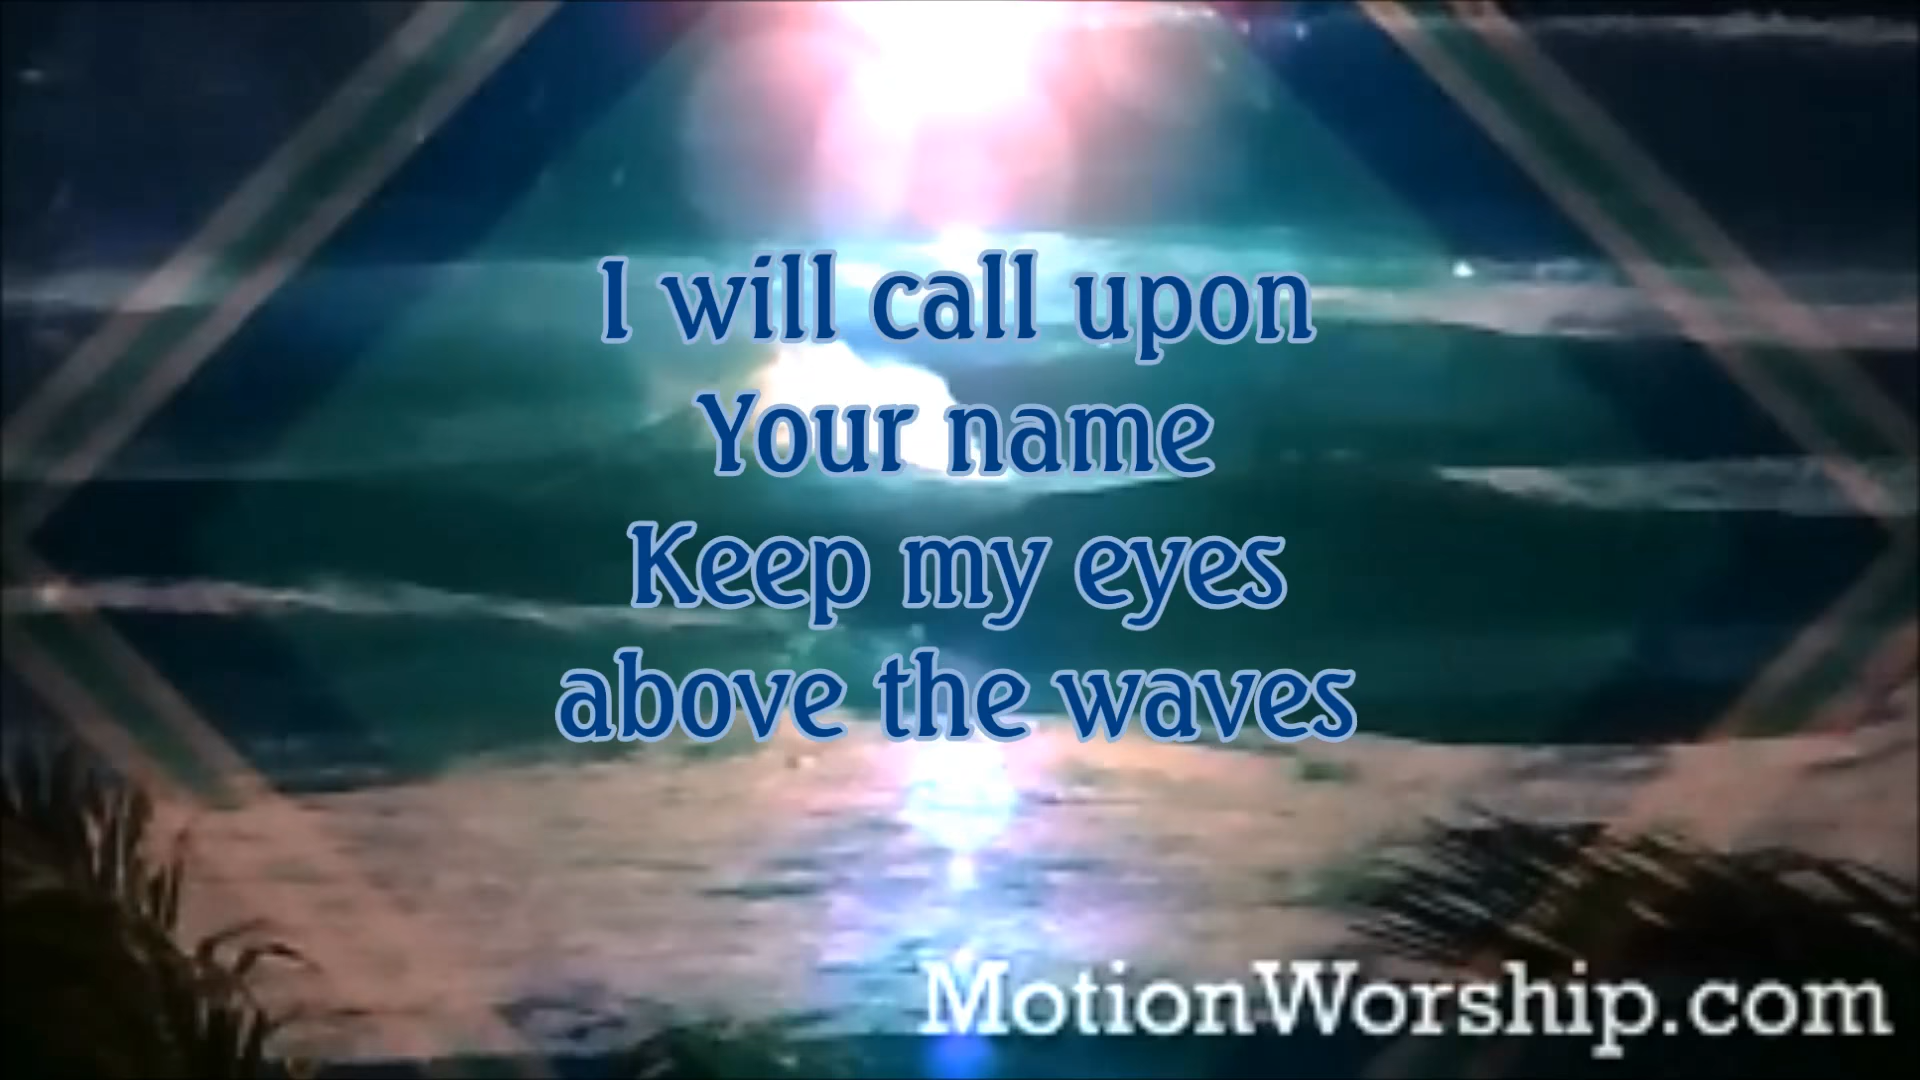 I will call upon
Your name
Keep my eyes
above the waves
MotionWorship.com